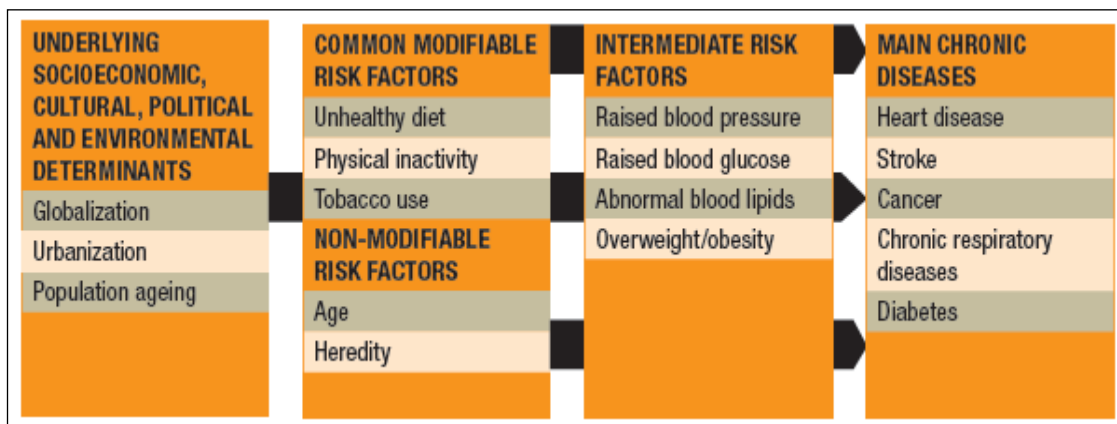 UNDERLYING
SOCIOECONOMIC,
CULTURAL, POLITICAL
AND ENVIRONMENTAL
DETERMINANTS
Globalization
Urbanization
Population ageing
COMMON MODIFIABLE
RISK FACTORS
Unhealthy diet
Physical inactivity
Tobacco use
NON-MODIFIABLE
RISK FACTORS
Age
Heredity
INTERMEDIATE RISK
FACTORS
Raised blood pressure
Raised blood glucose
Abnormal blood lipids
Overweight/obesity
MAIN CHRONIC
DISEASES
Heart disease
Stroke
Cancer
Chronic respiratory
diseases
Diabetes